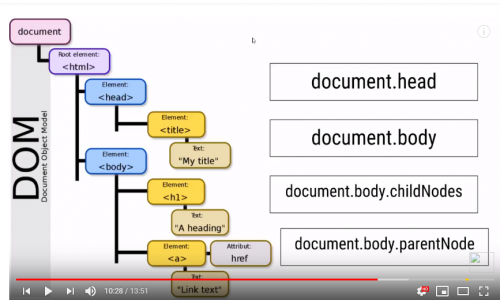 document
Root element:
<html>
Element:
<head>
Element:
<title>
Text:
"My title"
Element:
<body>
Element:
<h1>
Text:
"A heading"
Element:
<a>
Attribut:
href
Text:
"Link text"
DOM
Document Object Model
document.head
document.body
document.body.childNodes
document.body.parentNode
10:28 / 13:51